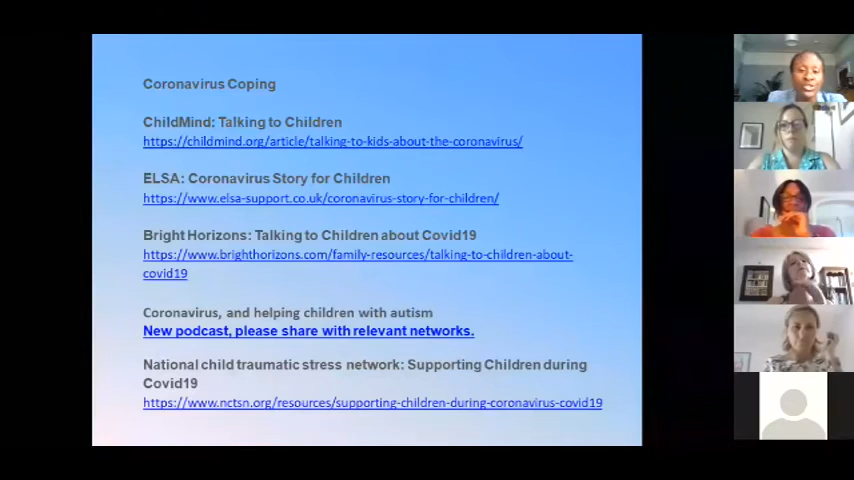 Coronavirus Coping
ChildMind: Talking to Children
https://childmind.org/article/talking-to-kids-about-the-coronavirus/
ELSA: Coronavirus Story for Children
https://www.elsa-support.co.uk/coronavirus-story-for-children/
Bright Horizons: Talking to Children about Covid19
https://www.brighthorizons.com/family-resources/talking-to-children-about-
covid19
Coronavirus, and helping children with autism
New podcast, please share with relevant networks.
National child traumatic stress network: Supporting Children during
Covid19
https://www.nctsn.org/resources/supporting-children-during-coronavirus-covid19